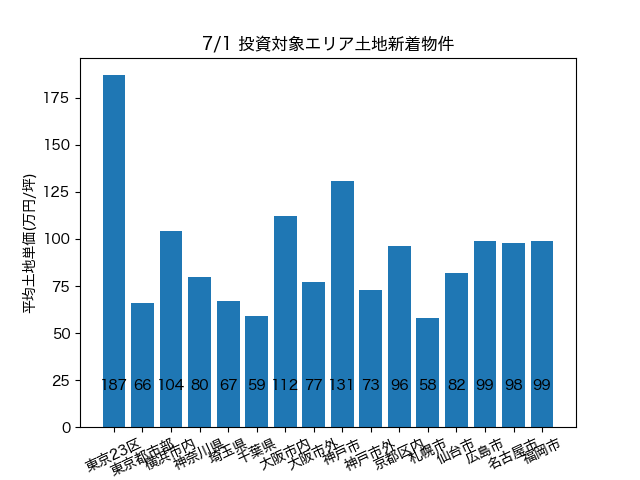 7/1 投資対象エリア土地新着物件
平均土地単価(万円/坪)
175
150
125
100
75
50
25
0
187 66 104 80 67 59 112 77 131 73 96 58 82 99 98 99
東京23区 東京都市部 横浜市内 神奈川県 埼玉県 千葉県 大阪市内 大阪市外 神戸市 神戸市外 京都区内 札幌市 仙台市 広島市 名古屋市 福岡市